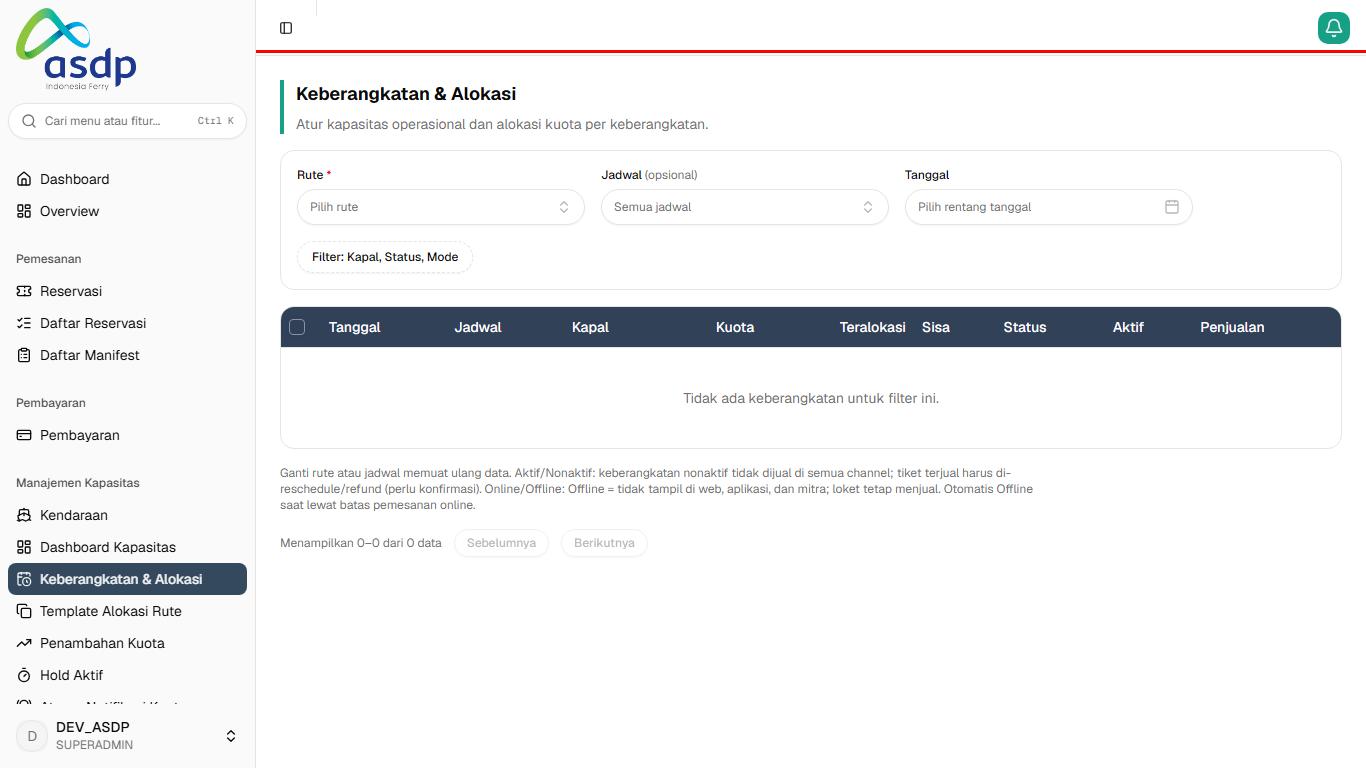 asdp
Indonesia Ferry
Cari menu atau fitur...
Ctrl K
Dashboard
Overview
Pemesanan
Reservasi
Daftar Reservasi
Daftar Manifest
Pembayaran
Pembayaran
Manajemen Kapasitas
Kendaraan
Dashboard Kapasitas
Keberangkatan & Alokasi
Template Alokasi Rute
Penambahan Kuota
Hold Aktif
D
DEV_ASDP
SUPERADMIN
Keberangkatan & Alokasi
Atur kapasitas operasional dan alokasi kuota per keberangkatan.
Rute *
Jadwal (opsional)
Tanggal
Pilih rute
Semua jadwal
Pilih rentang tanggal
Filter: Kapal, Status, Mode
Tanggal Jadwal Kapal Kuota Teralokasi Sisa Status Aktif Penjualan
Tidak ada keberangkatan untuk filter ini.
Ganti rute atau jadwal memuat ulang data. Aktif/Nonaktif: keberangkatan nonaktif tidak dijual di semua channel; tiket terjual harus di-
reschedule/refund (perlu konfirmasi). Online/Offline: Offline = tidak tampil di web, aplikasi, dan mitra; loket tetap menjual. Otomatis Offline
saat lewat batas pemesanan online.
Menampilkan 0–0 dari 0 data
Sebelumnya
Berikutnya